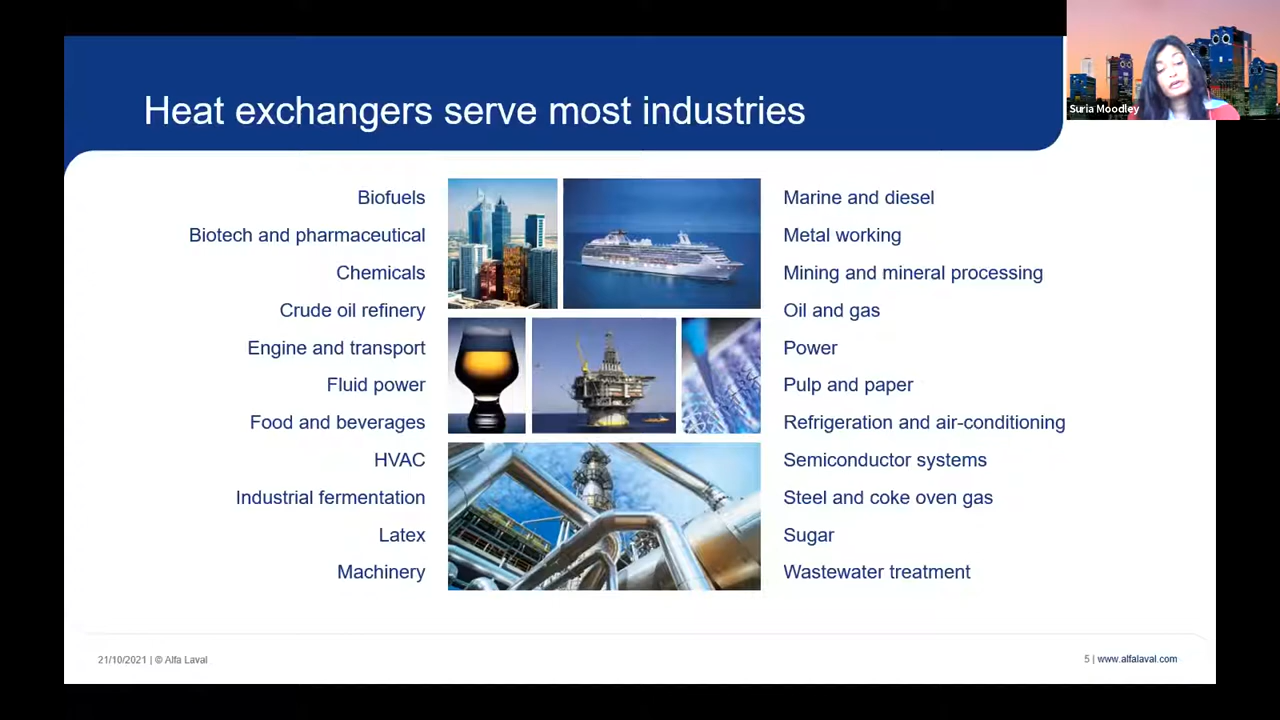 Heat exchangers serve most industries
Suria Moodley
Biofuels
Biotech and pharmaceutical
Chemicals
Crude oil refinery
Engine and transport
Fluid power
Food and beverages
HVAC
Industrial fermentation
Latex
Machinery
Marine and diesel
Metal working
Mining and mineral processing
Oil and gas
Power
Pulp and paper
Refrigeration and air-conditioning
Semiconductor systems
Steel and coke oven gas
Sugar
Wastewater treatment
21/10/2021 | © Alfa Laval
5 | www.alfalaval.com